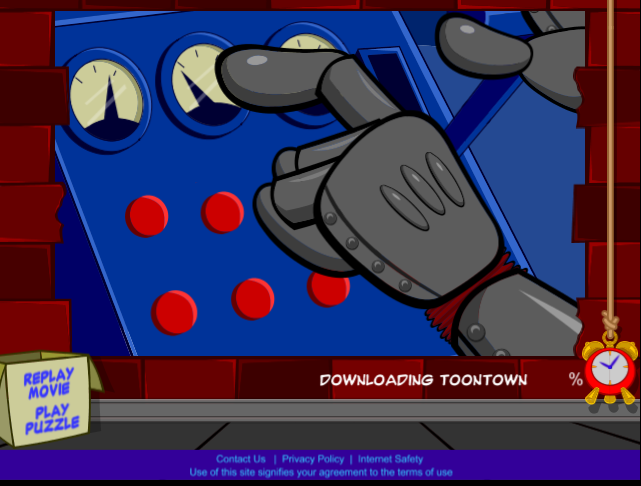 DOWNLOADING TOONTOWN %
REPLAY
MOVIE
PLAY
PUZZLE
Contact Us | Privacy Policy | Internet Safety
Use of this site signifies your agreement to the terms of use